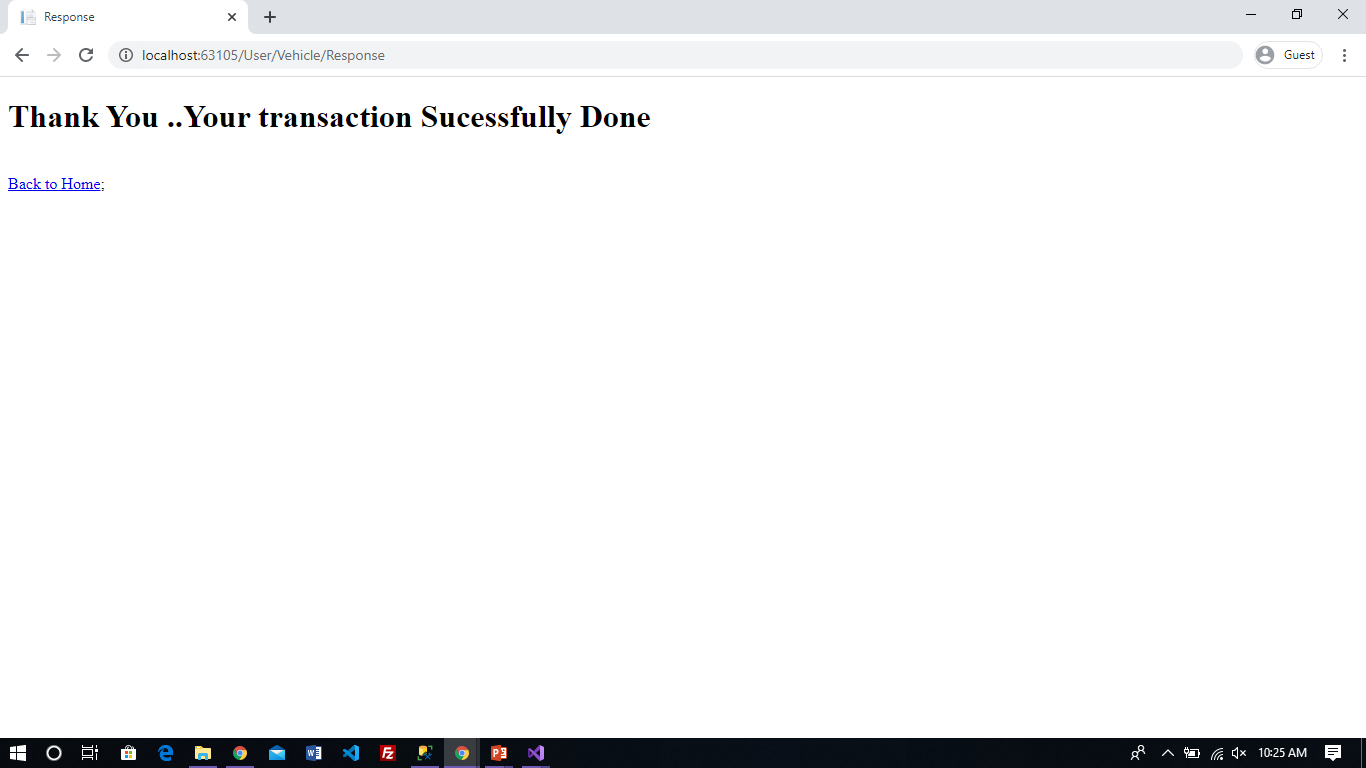 Response
localhost:63105/User/Vehicle/Response
Guest
Thank You ..Your transaction Sucessfully Done
Back to Home;
10:25 AM